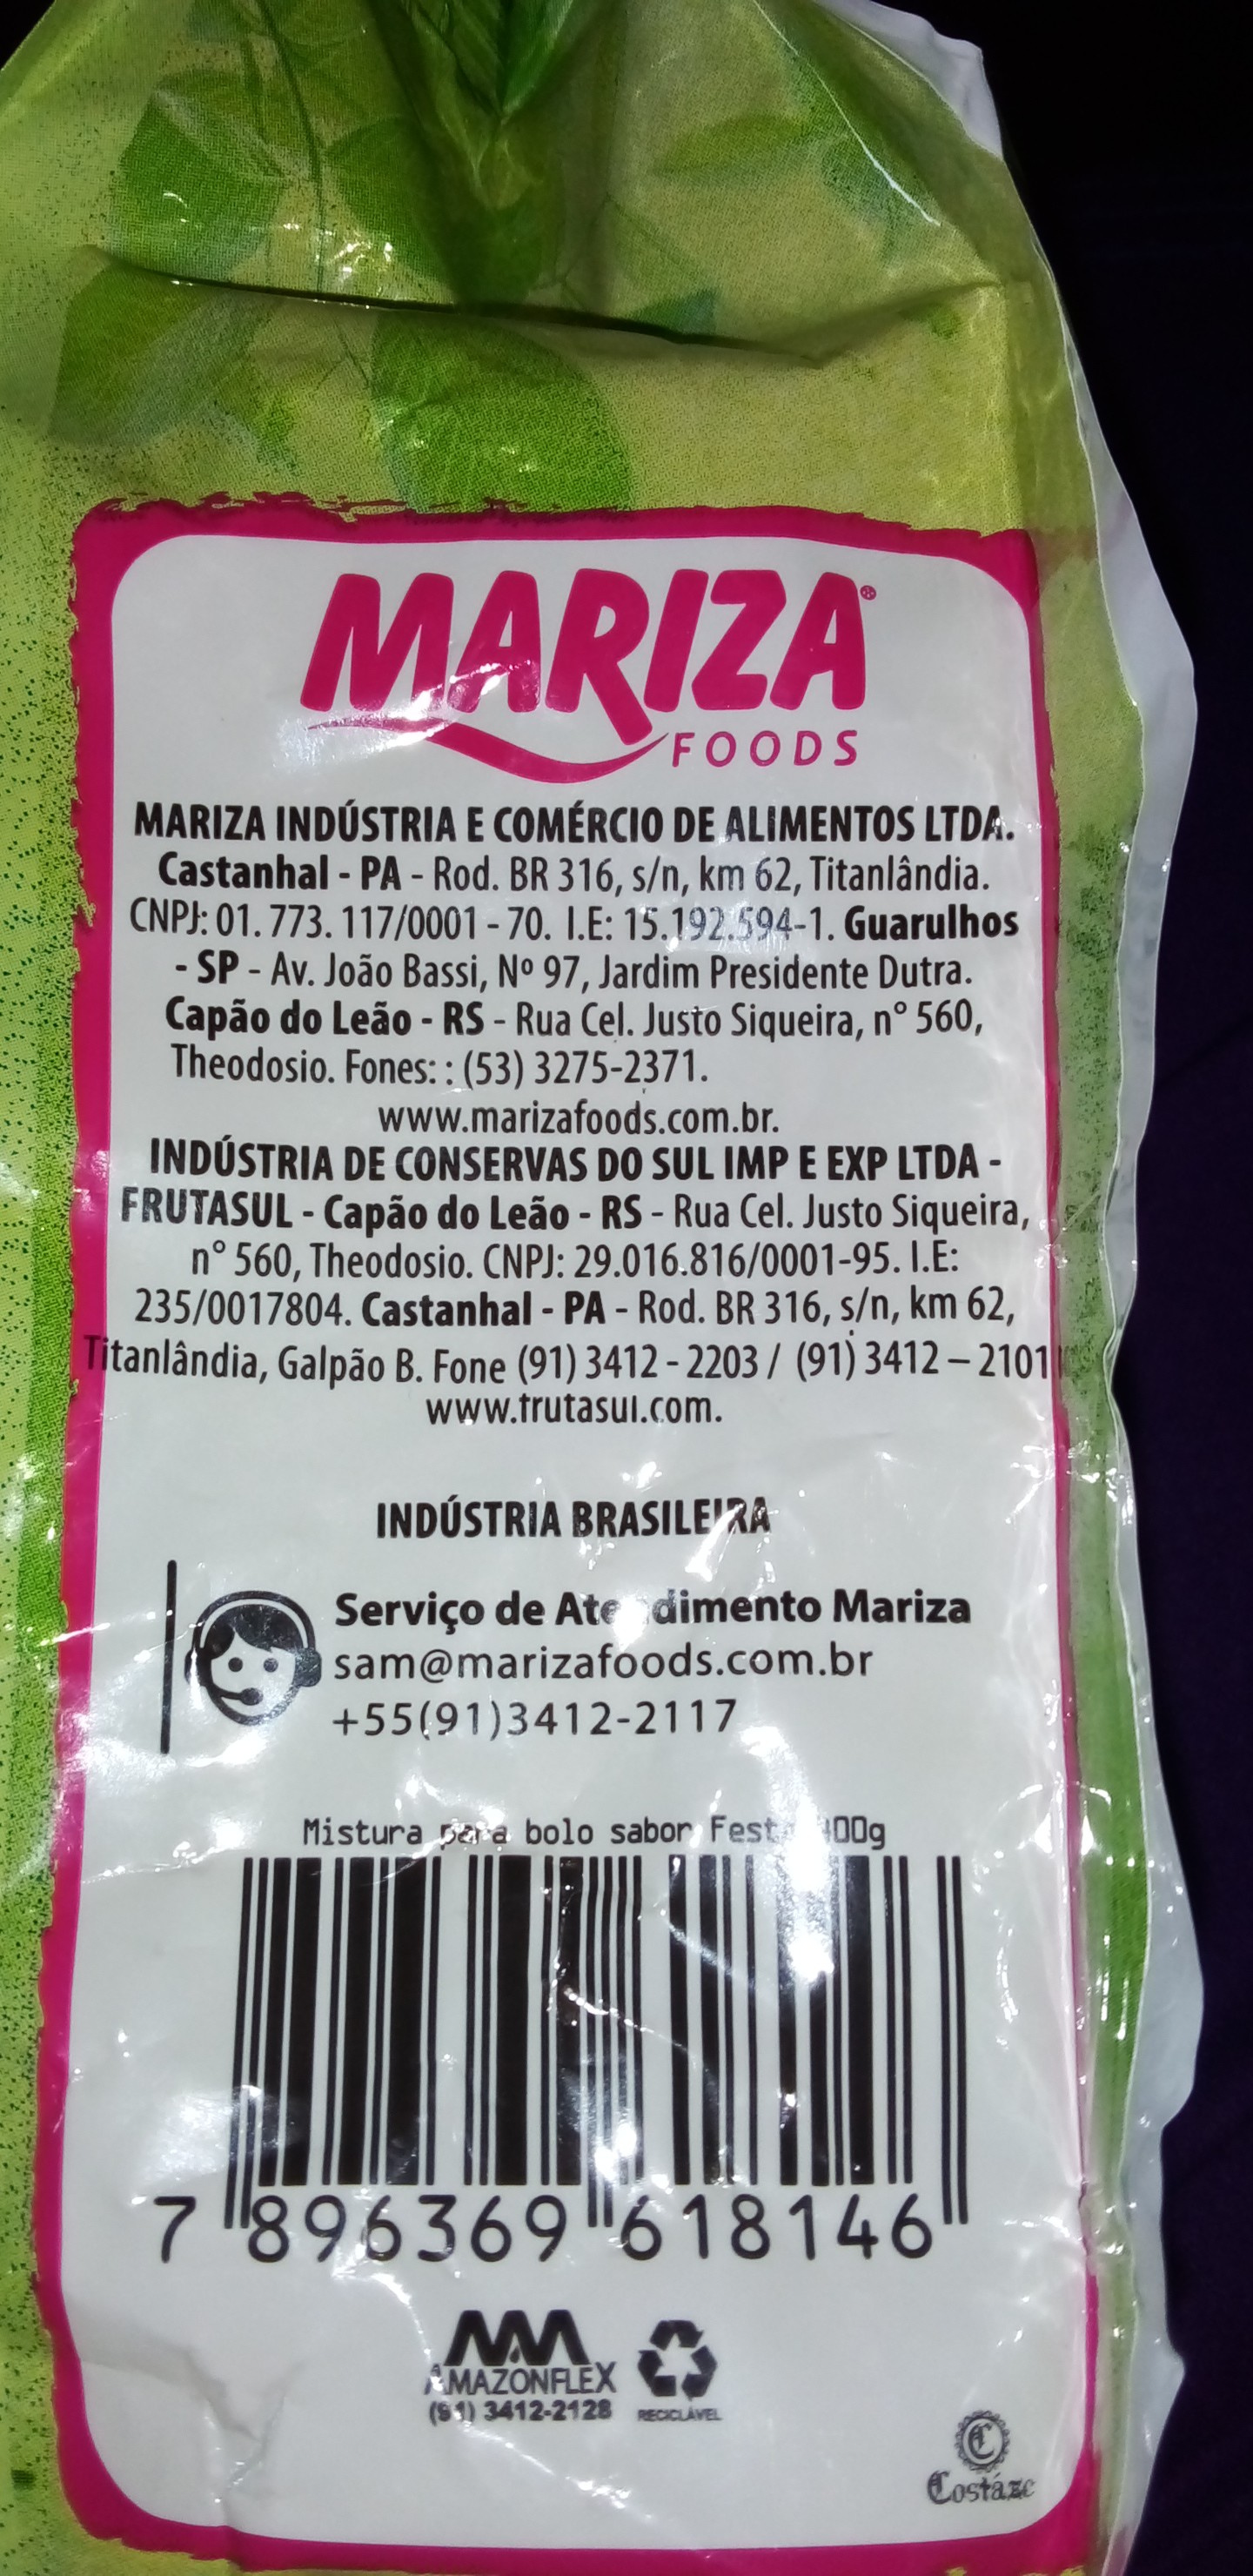 MARIZA
FOODS
MARIZA INDÚSTRIA E COMÉRCIO DE ALIMENTOS LTDA.
Castanhal - PA - Rod. BR 316, s/n, km 62, Titanlândia.
CNPJ: 01. 773. 117/0001 - 70. I.E: 15.192.594-1. Guarulhos
- SP - Av. João Bassi, Nº 97, Jardim Presidente Dutra.
Capão do Leão - RS - Rua Cel. Justo Siqueira, n° 560,
Theodosio. Fones: : (53) 3275-2371.
www.marizafoods.com.br.
INDÚSTRIA DE CONSERVAS DO SUL IMP E EXP LTDA -
FRUTASUL - Capão do Leão - RS - Rua Cel. Justo Siqueira,
n° 560, Theodosio. CNPJ: 29.016.816/0001-95. I.E:
235/0017804. Castanhal - PA - Rod. BR 316, s/n, km 62,
Titanlândia, Galpão B. Fone (91) 3412 - 2203 / (91) 3412 – 2101
www.frutasul.com.
INDÚSTRIA BRASILEIRA
Serviço de Atendimento Mariza
sam@marizafoods.com.br
+55(91)3412-2117
Mistura para bolo sabor
7 896369 618146
AMAZONFLEX
(91) 3412-2128
RECICLÁVEL
C